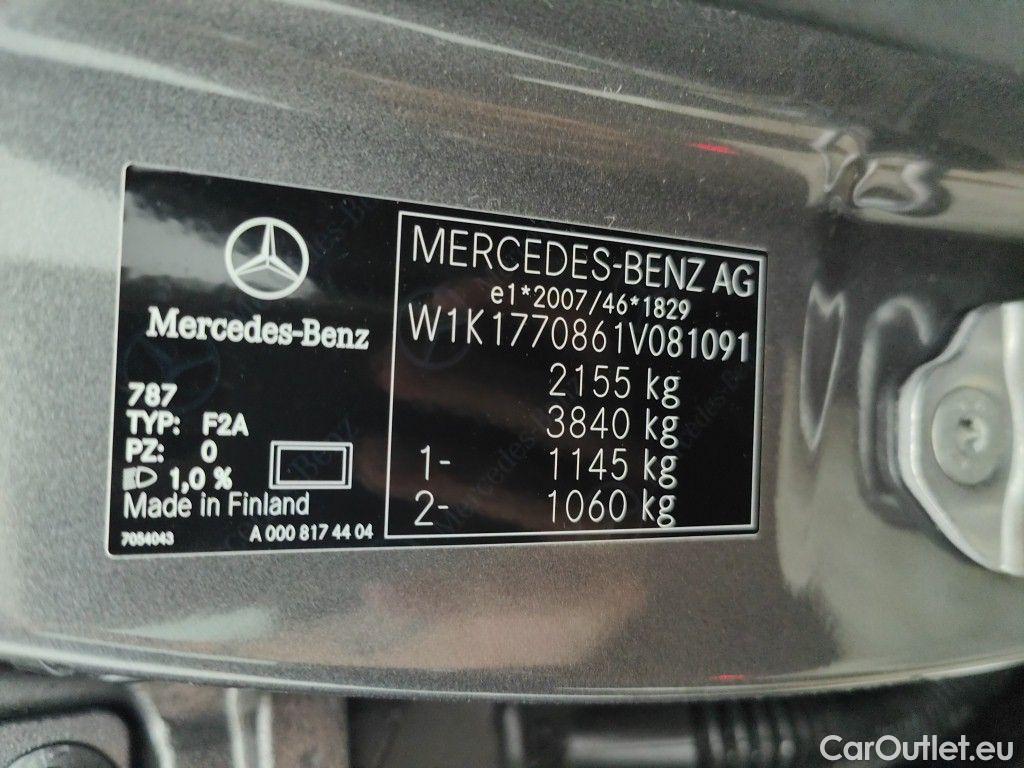 Mercedes-Benz
787
TYP: F2A
PZ: 0
1,0 %
Made in Finland
7054043
A 000 817 44 04
MERCEDES-BENZ AG
e1*2007/46*1829
W1K1770861V081091
2155 kg
3840 kg
1- 1145 kg
2- 1060 kg
CarOutlet.eu